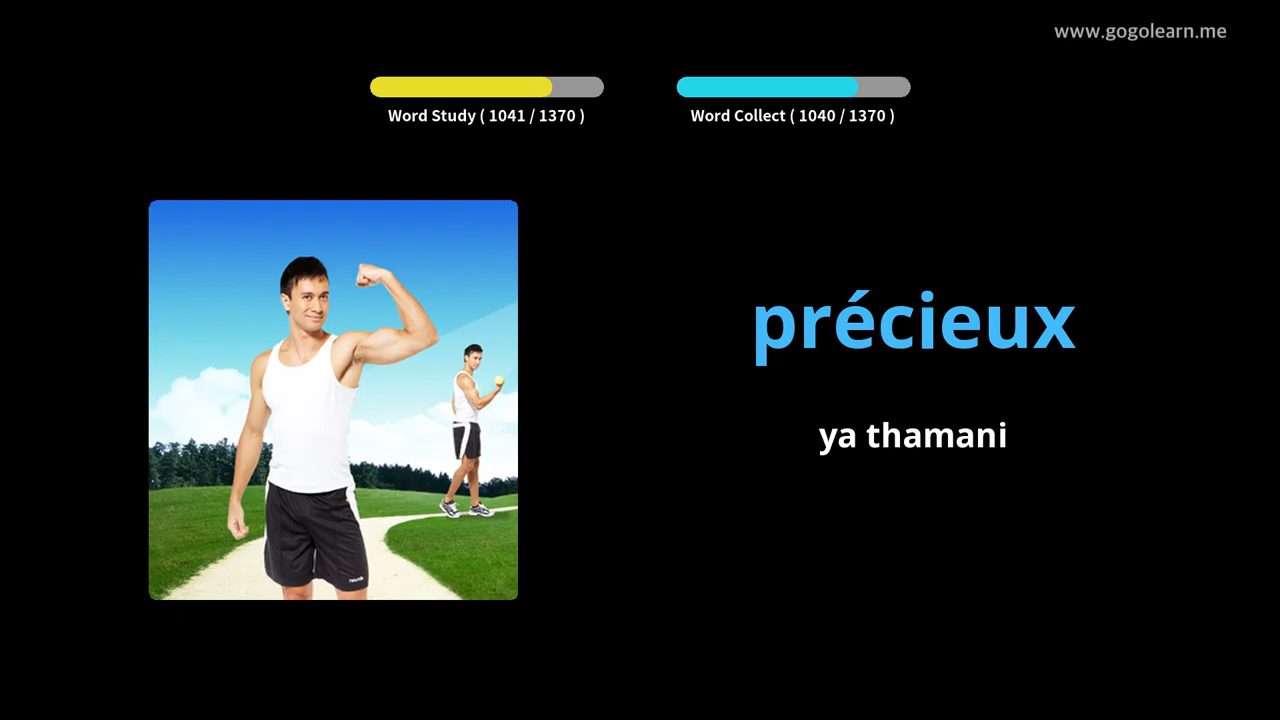 www.gogolearn.me
Word Study ( 1041 / 1370 )
Word Collect ( 1040 / 1370 )
précieux
ya thamani